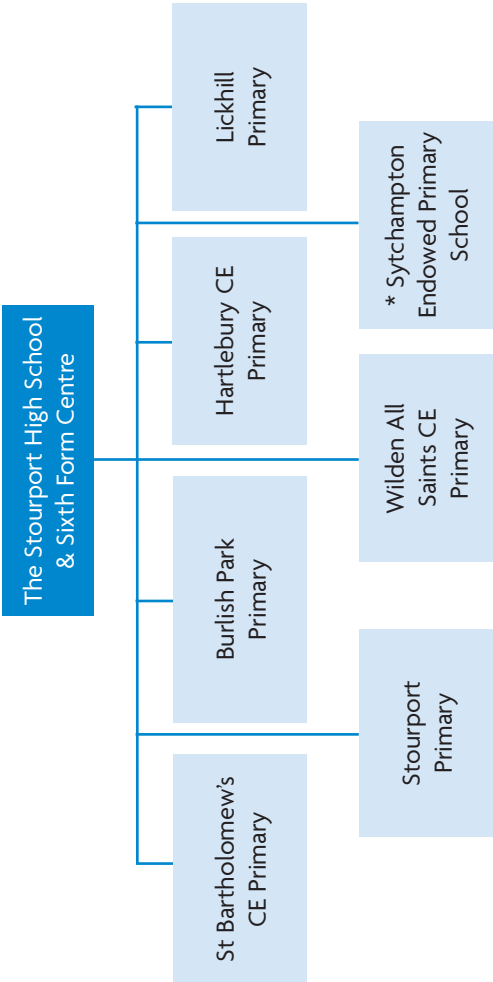 The Stourport High School
& Sixth Form Centre
St Bartholomew's
CE Primary
Burlish Park
Primary
Hartlebury CE
Primary
Lickhill
Primary
Stourport
Primary
Wilden All
Saints CE
Primary
* Sytchampton
Endowed Primary
School